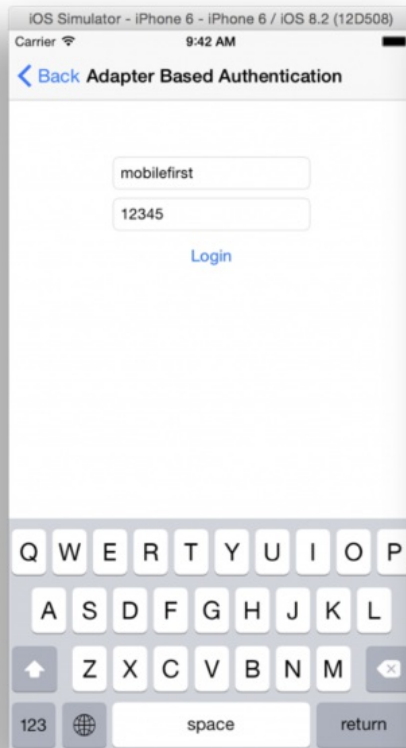 iOS Simulator - iPhone 6 - iPhone 6 / iOS 8.2 (12D508)
Carrier 9:42 AM
Back Adapter Based Authentication
mobilefirst
12345
Login
Q W E R T Y U I O P
A S D F G H J K L
Z X C V B N M
123 space return